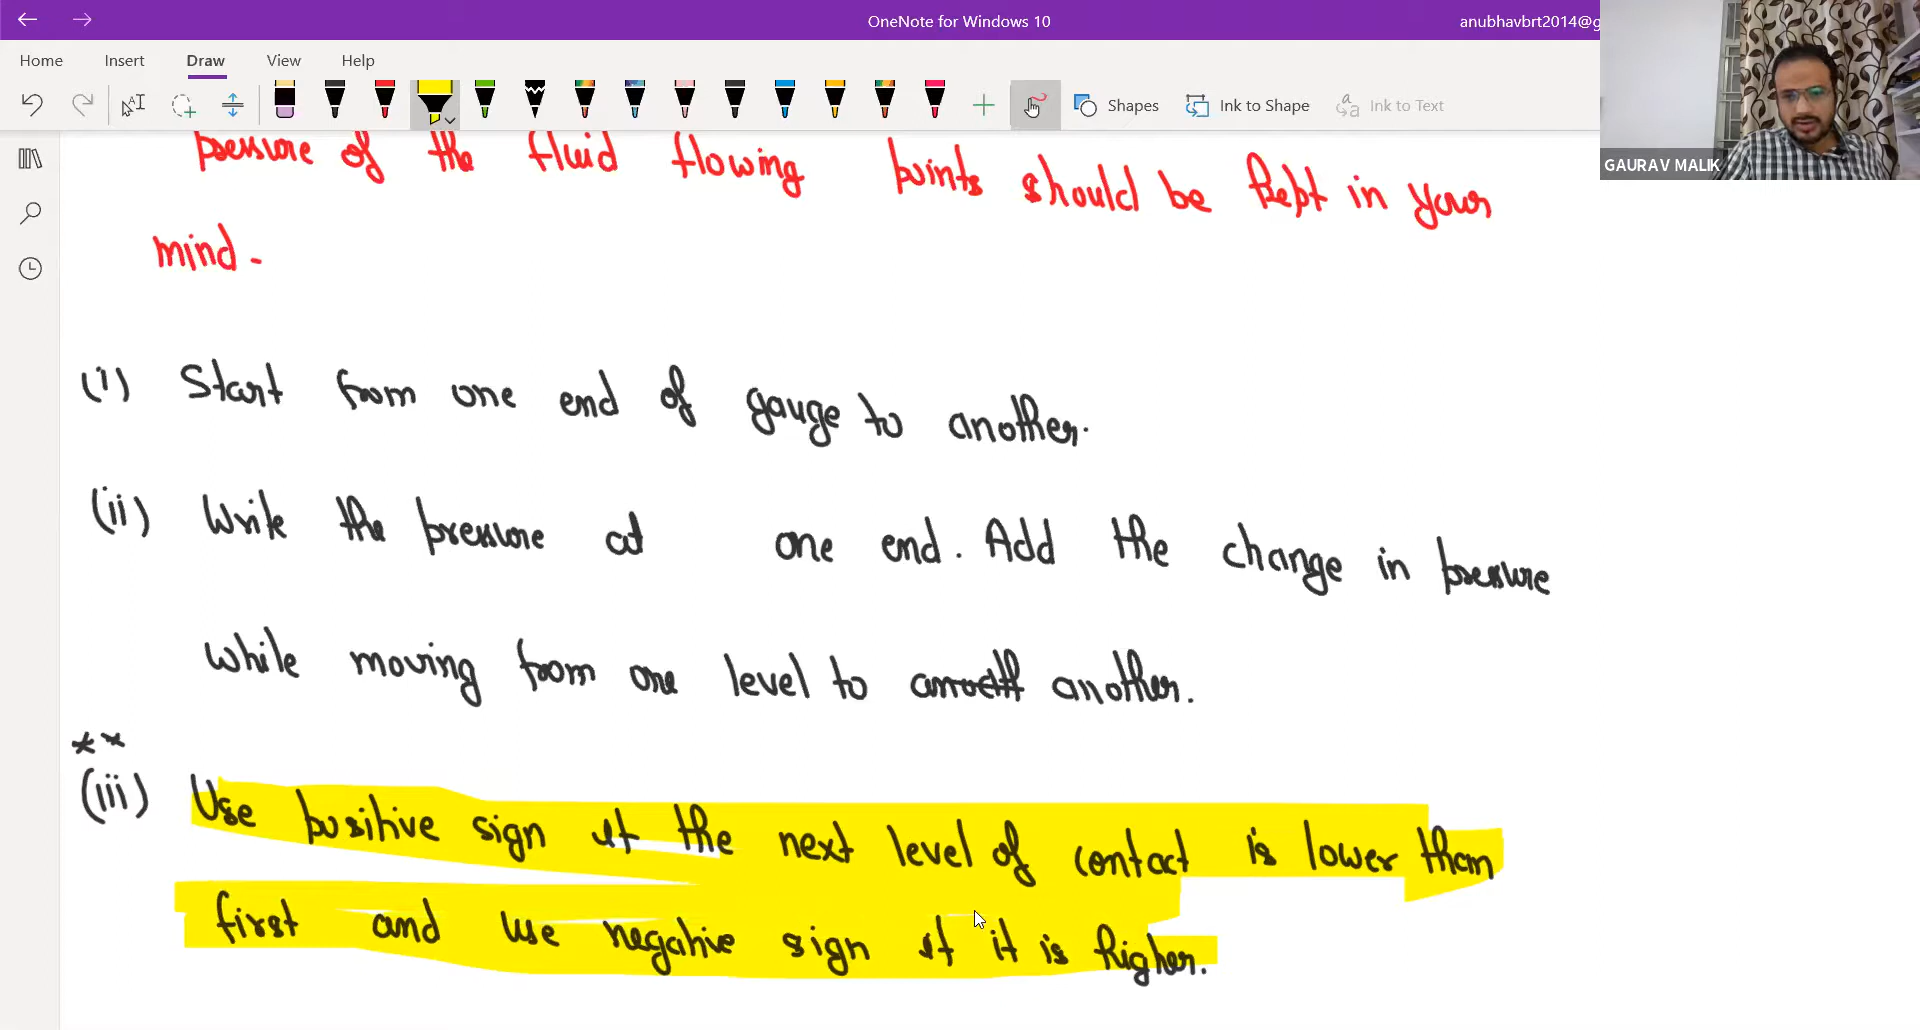 OneNote for Windows 10
anubhavbrt2014@g
Home Insert Draw View Help
Shapes Ink to Shape Ink to Text
GAURAV MALIK
pressure of the fluid flowing points should be kept in your
mind.
(i) Start from one end of gauge to another.
(ii) Write the pressure at one end. Add the change in pressure
while moving from one level to another.
**
(iii) Use positive sign if the next level of contact is lower than
first and use negative sign if it is higher.